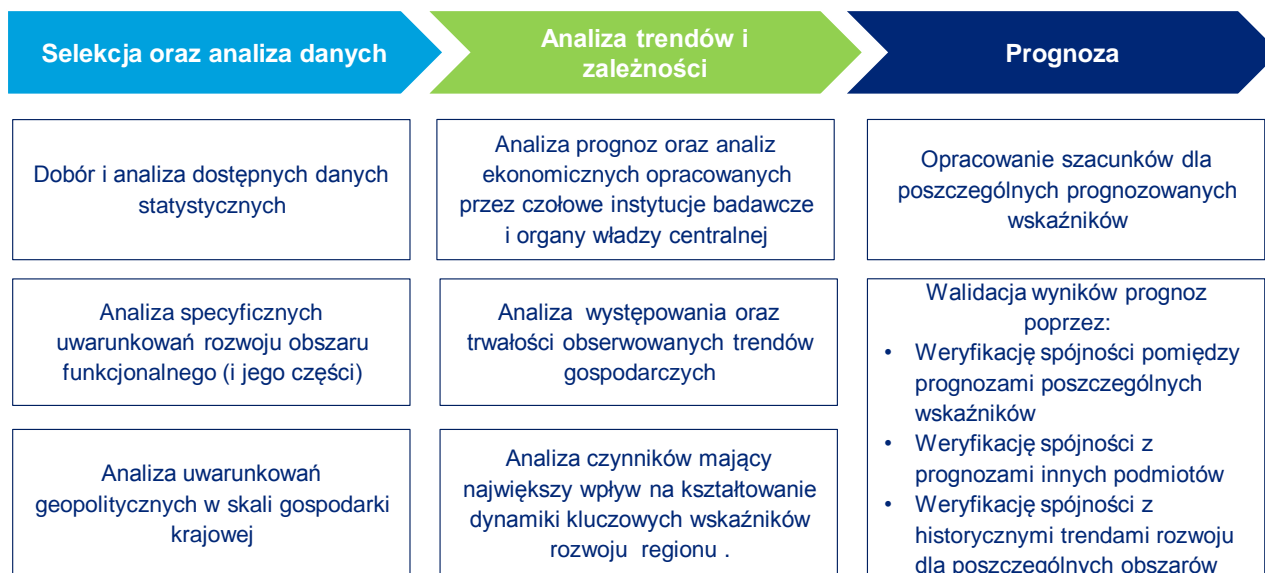 Selekcja oraz analiza danych
Analiza trendów i
zależności
Prognoza
Dobór i analiza dostępnych danych
statystycznych
Analiza specyficznych
uwarunkowań rozwoju obszaru
funkcjonalnego (i jego części)
Analiza uwarunkowań
geopolitycznych w skali gospodarki
krajowej
Analiza prognoz oraz analiz
ekonomicznych opracowanych
przez czołowe instytucje badawcze
i organy władzy centralnej
Analiza występowania oraz
trwałości obserwowanych trendów
gospodarczych
Analiza czynników mający
największy wpływ na kształtowanie
dynamiki kluczowych wskaźników
rozwoju regionu .
Opracowanie szacunków dla
poszczególnych prognozowanych
wskaźników
Walidacja wyników prognoz
poprzez:
• Weryfikację spójności pomiędzy
prognozami poszczególnych
wskaźników
• Weryfikację spójności z
prognozami innych podmiotów
• Weryfikację spójności z
historycznymi trendami rozwoju
dla poszczególnych obszarów